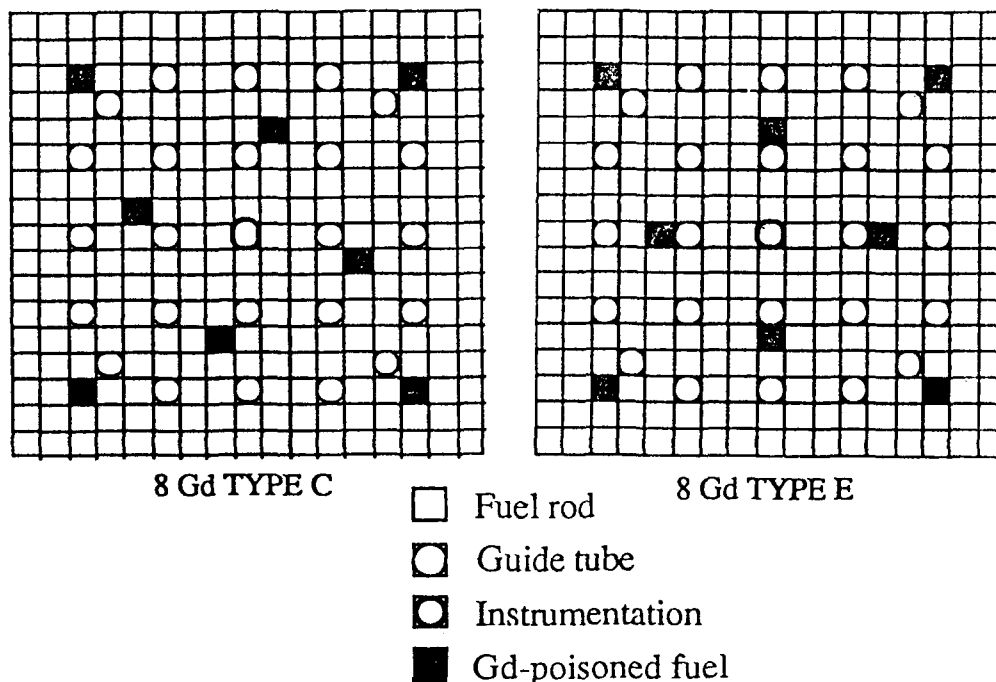 8 Gd TYPE C
8 Gd TYPE E
Fuel rod
Guide tube
Instrumentation
Gd-poisoned fuel